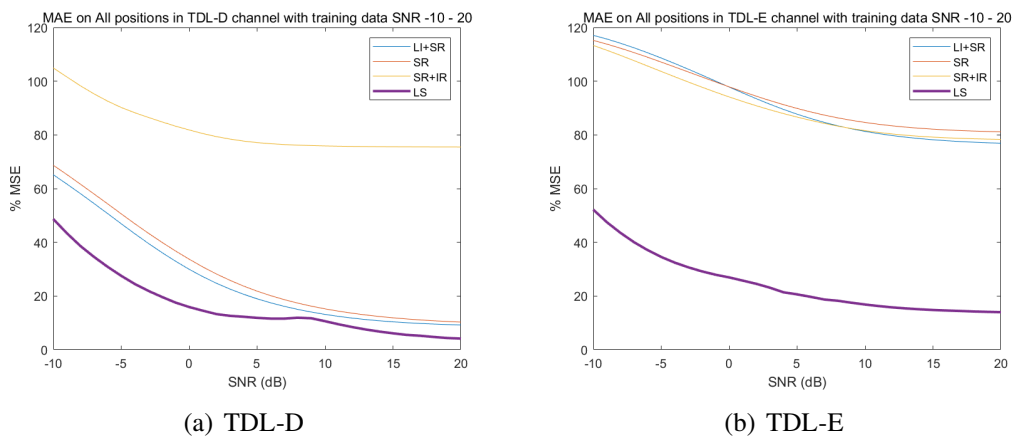 MAE on All positions in TDL-D channel with training data SNR -10 - 20
LI+SR
SR
SR+IR
LS
120
100
80
60
40
20
0
% MSE
-10 -5 0 5 10 15 20
SNR (dB)
(a) TDL-D
MAE on All positions in TDL-E channel with training data SNR -10 - 20
LI+SR
SR
SR+IR
LS
120
100
80
60
40
20
0
% MSE
-10 -5 0 5 10 15 20
SNR (dB)
(b) TDL-E